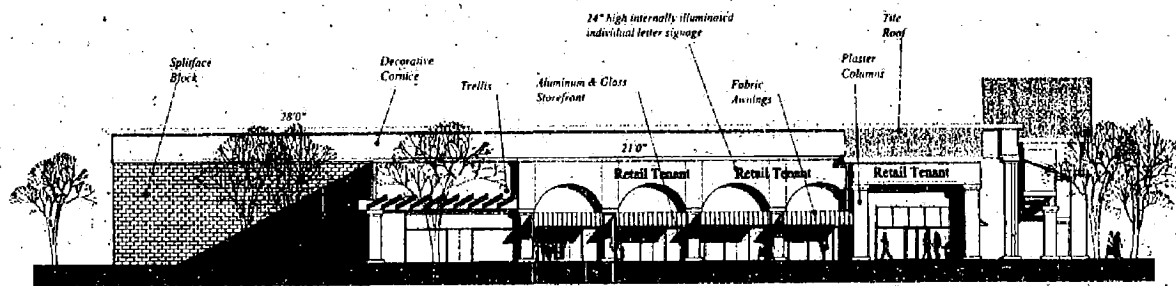 24" high internally illuminated
individual letter signage
Tile
Roof
Splitface
Block
Decorative
Cornice
Trellis
Aluminum & Glass
Storefront
Fabric
Awnings
Plaster
Columns
28'0"
21'0"
Retail Tenant
Retail Tenant
Retail Tenant